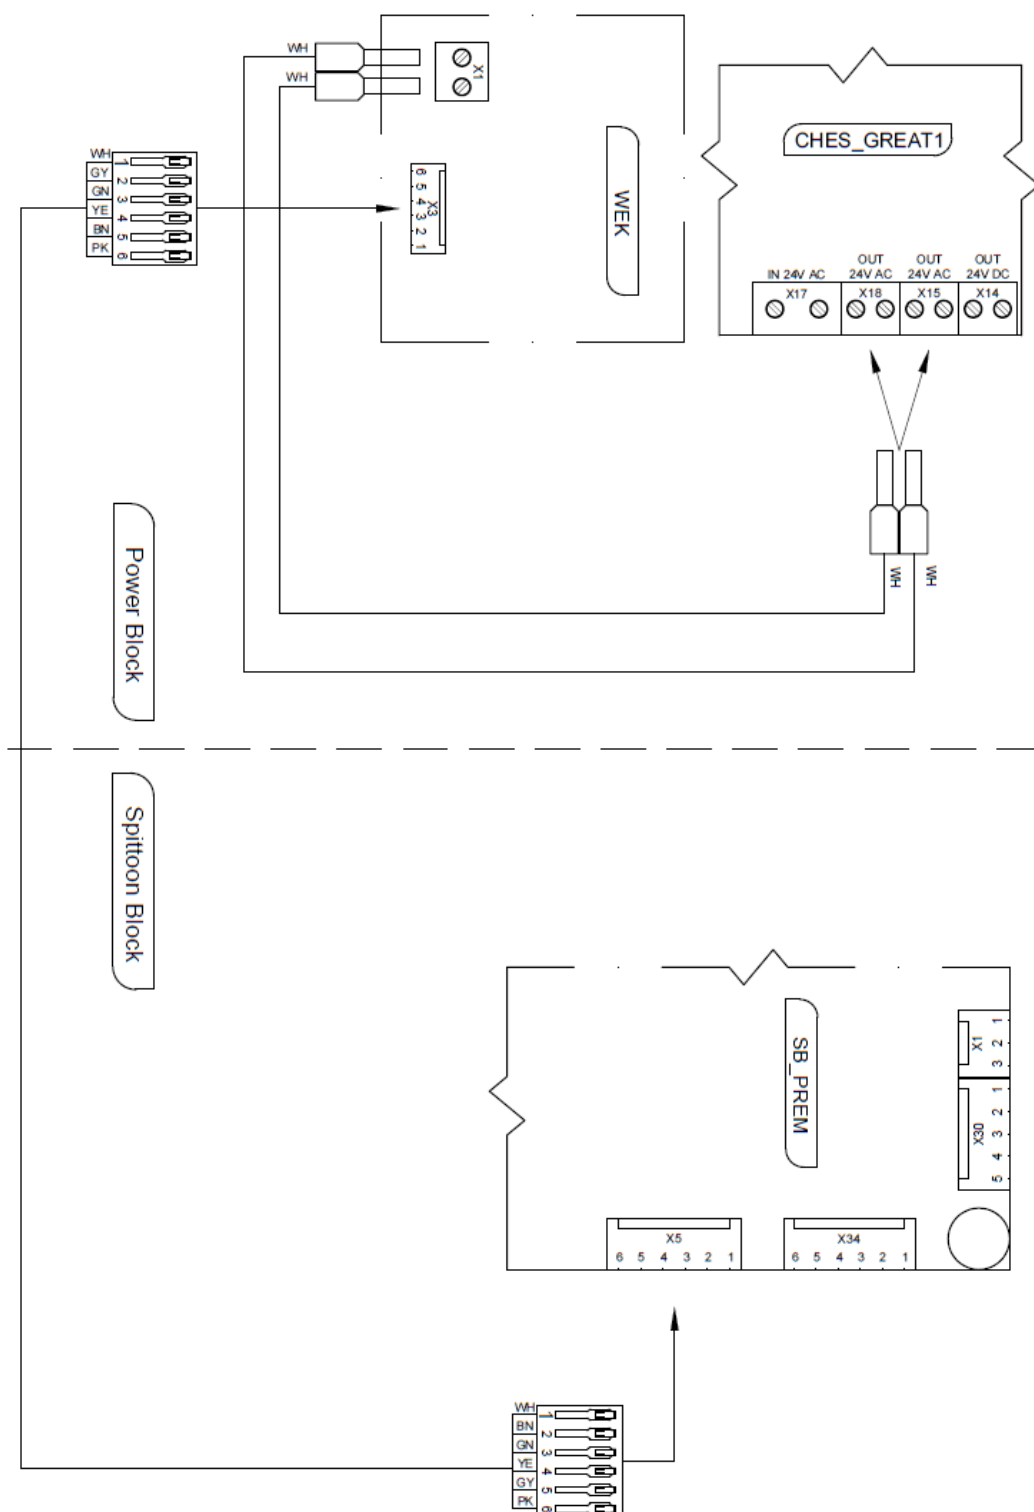 WH
WH
X1
CHES_GREAT1
WH
GY
GN
YE
BN
PK
1
2
3
4
5
6
6 5 4 3 2 1
X3
WEK
IN 24V AC
OUT
24V AC
OUT
24V AC
OUT
24V DC
X17
X18
X15
X14
WH
WH
Power Block
Spittoon Block
SB_PREM
X1
1
2
3
X30
1
2
3
4
5
X5
6 5 4 3 2 1
X34
6 5 4 3 2 1
WH
BN
GN
YE
GY
PK
1
2
3
4
5
6